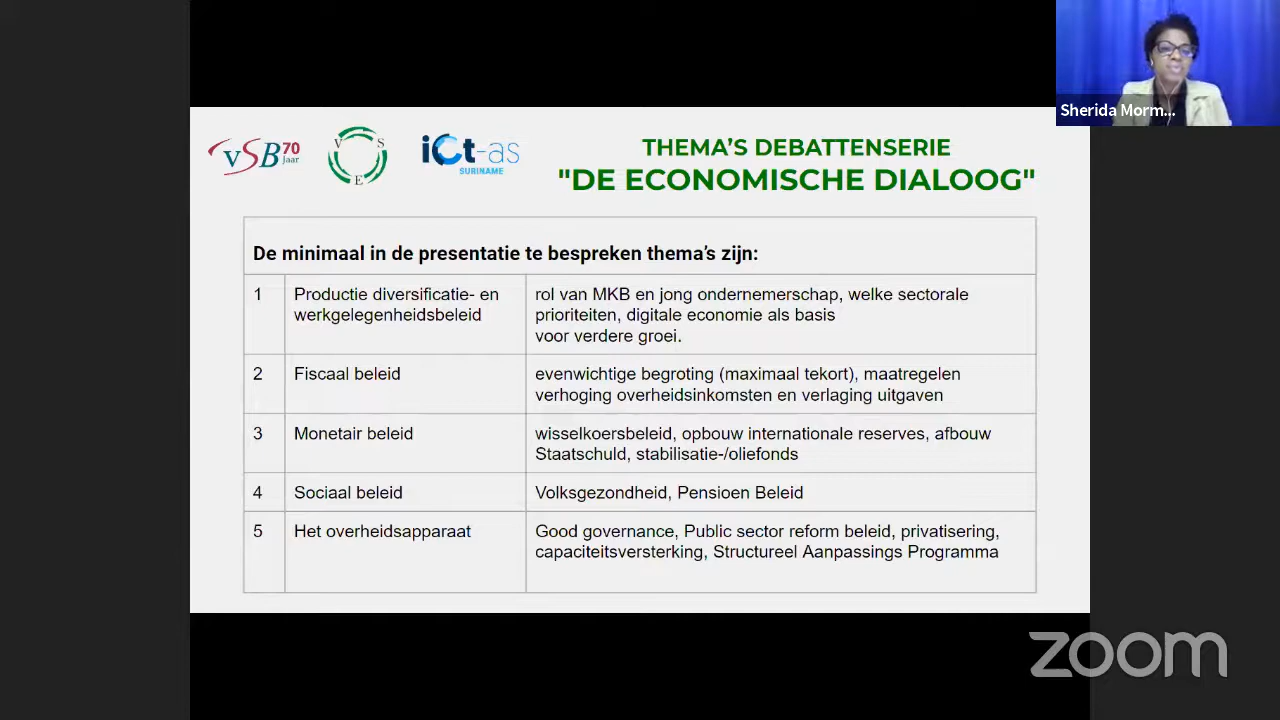 Sherida Morm...
VSB 70
Jaar
V S
E
ict-as
SURINAME
THEMA'S DEBATTENSERIE
"DE ECONOMISCHE DIALOOG"
De minimaal in de presentatie te bespreken thema's zijn:
1 Productie diversificatie- en werkgelegenheidsbeleid
rol van MKB en jong ondernemerschap, welke sectorale
prioriteiten, digitale economie als basis
voor verdere groei.
2 Fiscaal beleid
evenwichtige begroting (maximaal tekort), maatregelen
verhoging overheidsinkomsten en verlaging uitgaven
3 Monetair beleid
wisselkoersbeleid, opbouw internationale reserves, afbouw
Staatschuld, stabilisatie-/oliefonds
4 Sociaal beleid
Volksgezondheid, Pensioen Beleid
5 Het overheidsapparaat
Good governance, Public sector reform beleid, privatisering,
capaciteitsversterking, Structureel Aanpassings Programma
zoom